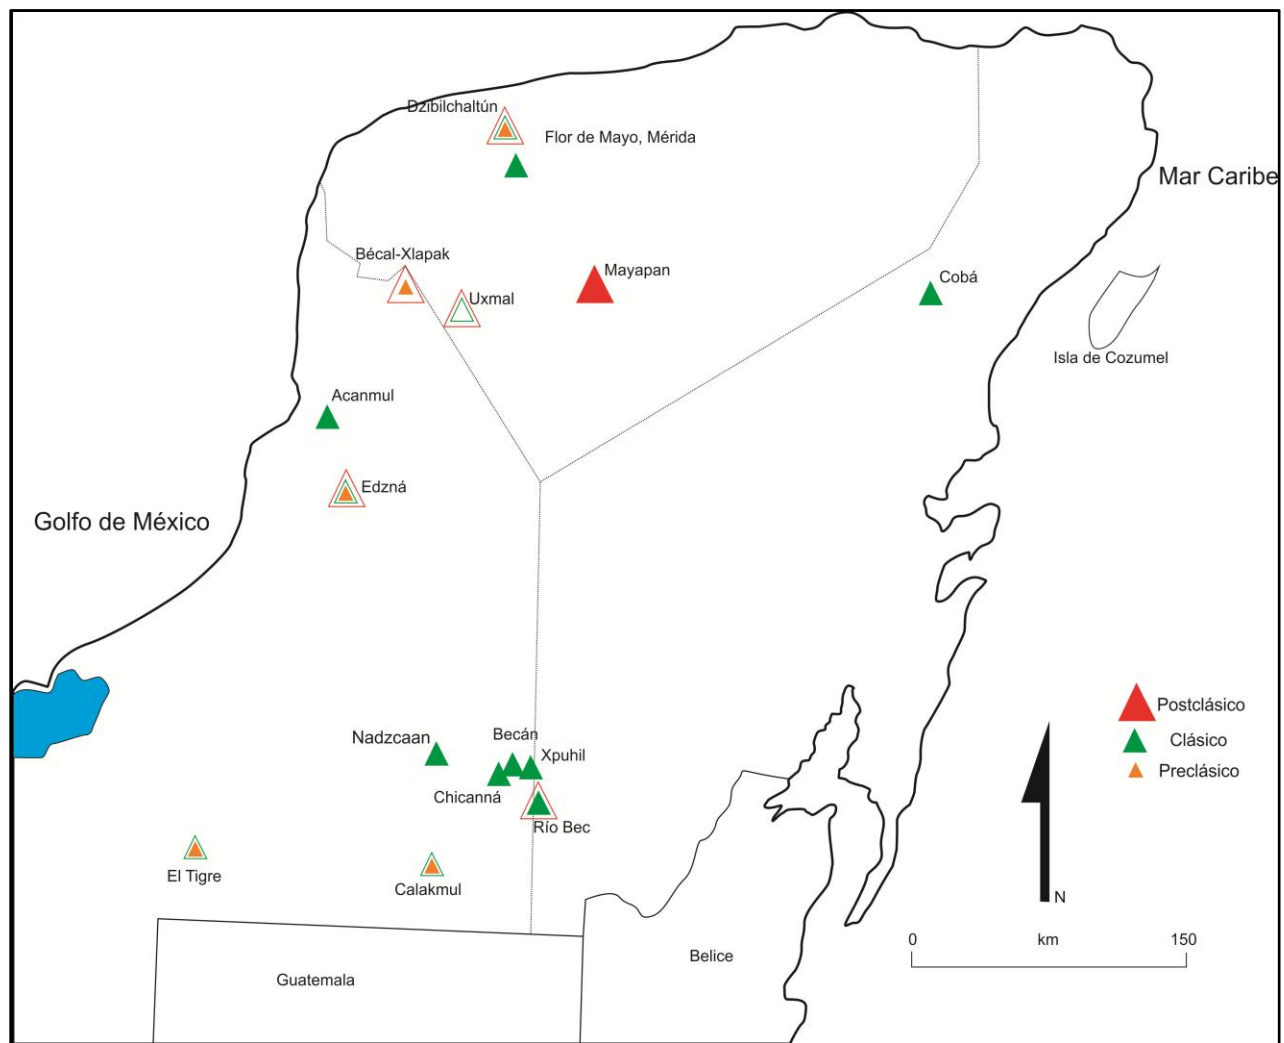 Dzibilchaltún
Flor de Mayo, Mérida
Mar Caribe
Bécal-Xlapak
Mayapan
Cobá
Uxmal
Isla de Cozumel
Acanmul
Edzná
Golfo de México
Postclásico
Clásico
Preclásico
Nadzcaan
Becán
Xpuhil
Chicanná
Río Bec
El Tigre
Calakmul
N
0 km 150
Belice
Guatemala